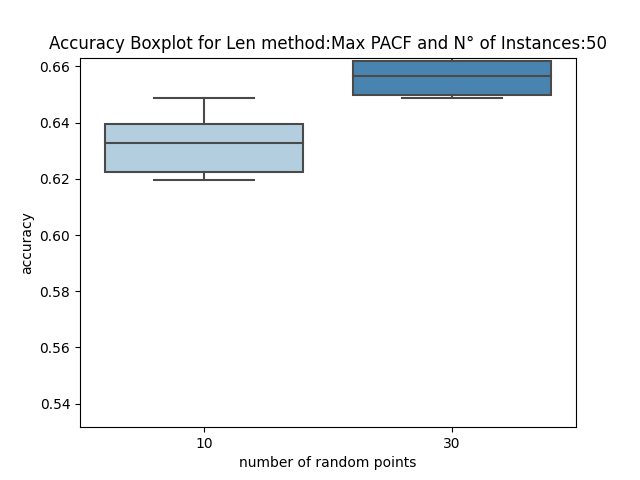 Accuracy Boxplot for Len method:Max PACF and N° of Instances:50
0.66
0.64
0.62
0.60
0.58
0.56
0.54
accuracy
10 30
number of random points